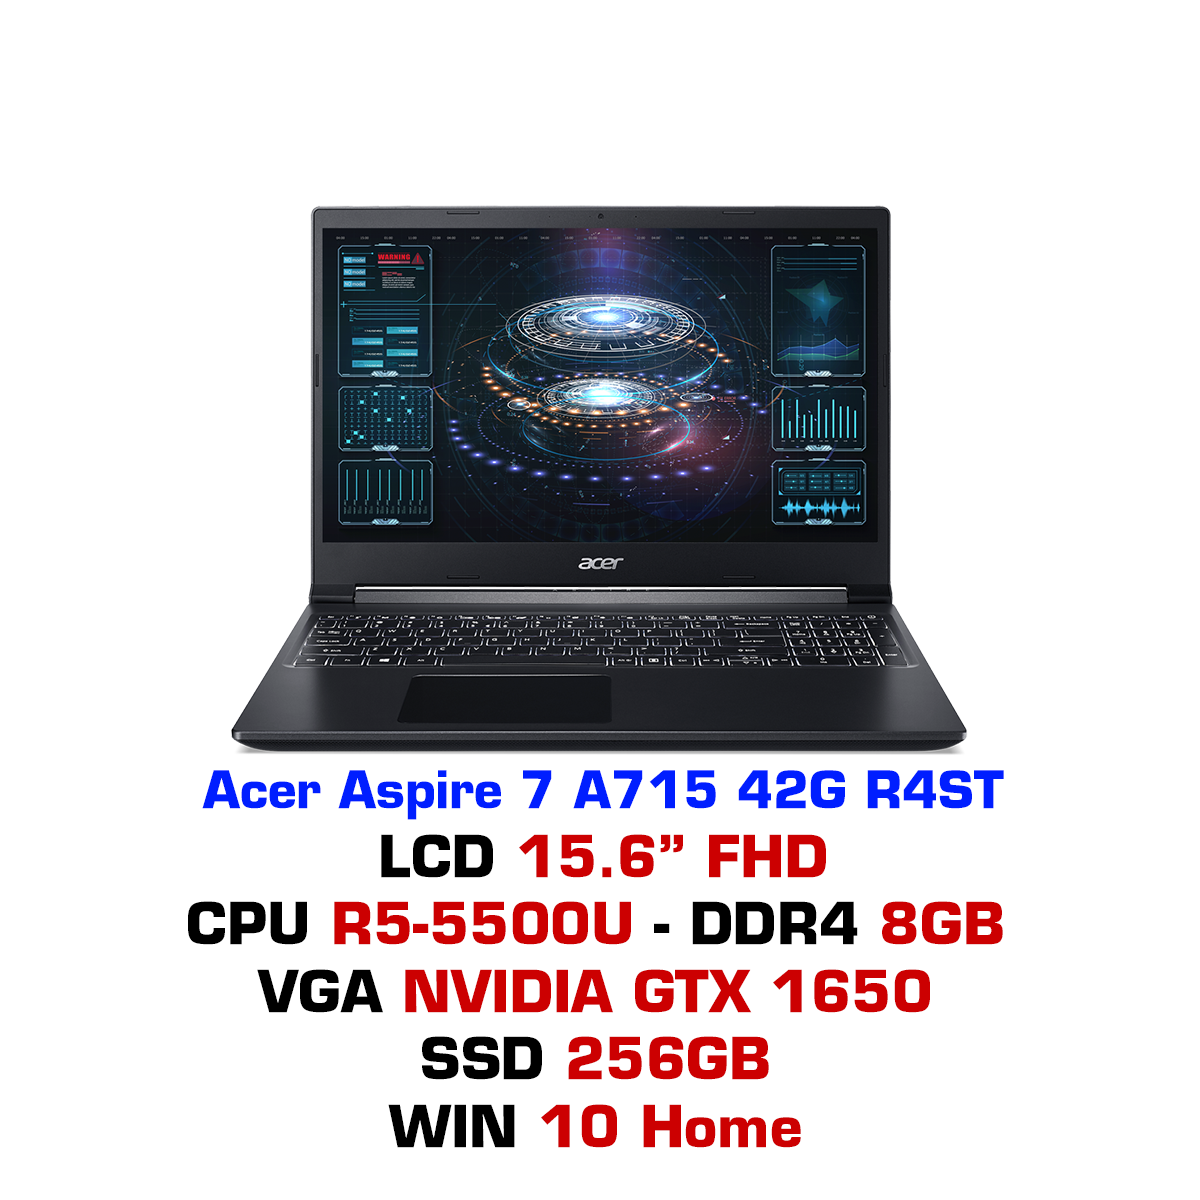 WARNING
acer
Acer Aspire 7 A715 42G R4ST
LCD 15.6” FHD
CPU R5-5500U - DDR4 8GB
VGA NVIDIA GTX 1650
SSD 256GB
WIN 10 Home